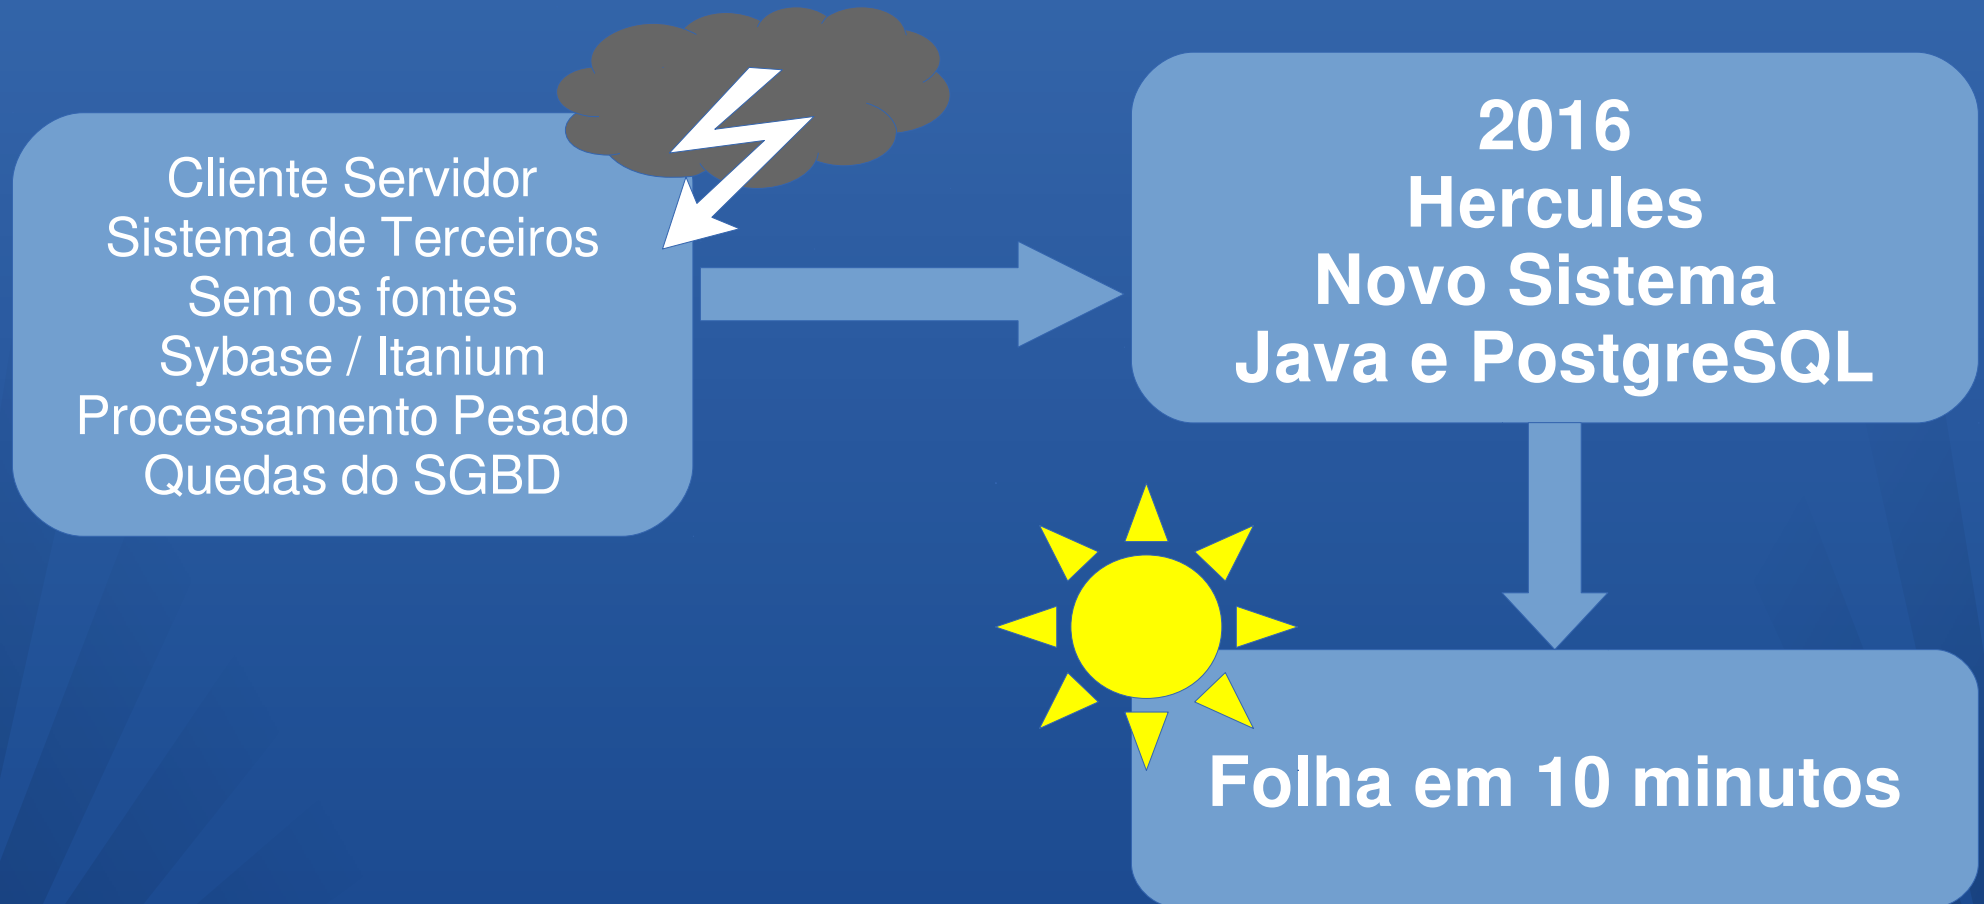 Cliente Servidor
Sistema de Terceiros
Sem os fontes
Sybase / Itanium
Processamento Pesado
Quedas do SGBD
2016
Hercules
Novo Sistema
Java e PostgreSQL
Folha em 10 minutos